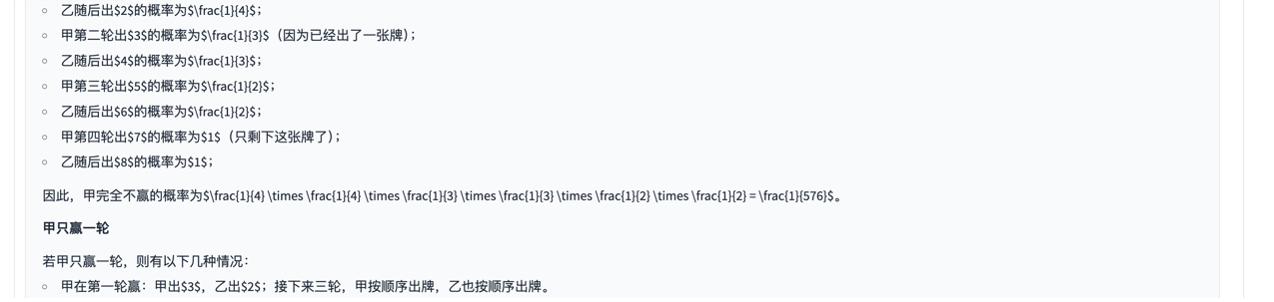 乙随后出$2$的概率为$\frac{1}{4}$；
甲第二轮出$3$的概率为$\frac{1}{3}$（因为已经出了一张牌）；
乙随后出$4$的概率为$\frac{1}{3}$；
甲第三轮出$5$的概率为$\frac{1}{2}$；
乙随后出$6$的概率为$\frac{1}{2}$；
甲第四轮出$7$的概率为$1$（只剩下这张牌了）；
乙随后出$8$的概率为$1$；
因此，甲完全不赢的概率为$\frac{1}{4} \times \frac{1}{4} \times \frac{1}{3} \times \frac{1}{3} \times \frac{1}{2} \times \frac{1}{2} = \frac{1}{576}$。
甲只赢一轮
若甲只赢一轮，则有以下几种情况：
甲在第一轮赢：甲出$3$，乙出$2$；接下来三轮，甲按顺序出牌，乙也按顺序出牌。